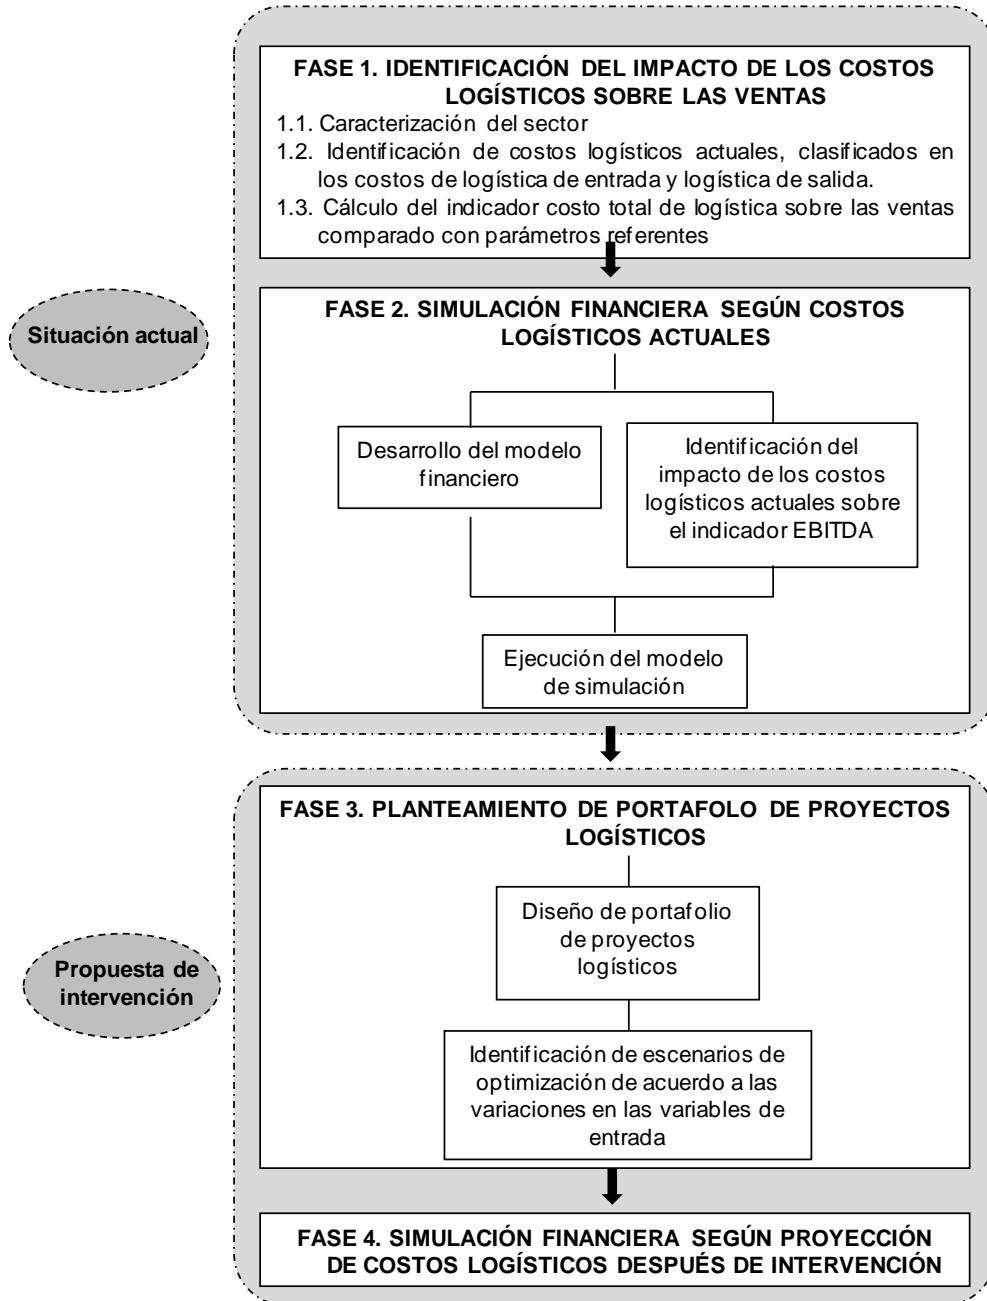 FASE 1. IDENTIFICACIÓN DEL IMPACTO DE LOS COSTOS
LOGÍSTICOS SOBRE LAS VENTAS
1.1. Caracterización del sector
1.2. Identificación de costos logísticos actuales, clasificados en
los costos de logística de entrada y logística de salida.
1.3. Cálculo del indicador costo total de logística sobre las ventas
comparado con parámetros referentes
Situación actual
FASE 2. SIMULACIÓN FINANCIERA SEGÚN COSTOS
LOGÍSTICOS ACTUALES
Desarrollo del modelo
financiero
Identificación del
impacto de los costos
logísticos actuales sobre
el indicador EBITDA
Ejecución del modelo
de simulación
FASE 3. PLANTEAMIENTO DE PORTAFOLO DE PROYECTOS
LOGÍSTICOS
Diseño de portafolio
de proyectos
logísticos
Propuesta de
intervención
Identificación de escenarios de
optimización de acuerdo a las
variaciones en las variables de
entrada
FASE 4. SIMULACIÓN FINANCIERA SEGÚN PROYECCIÓN
DE COSTOS LOGÍSTICOS DESPUÉS DE INTERVENCIÓN